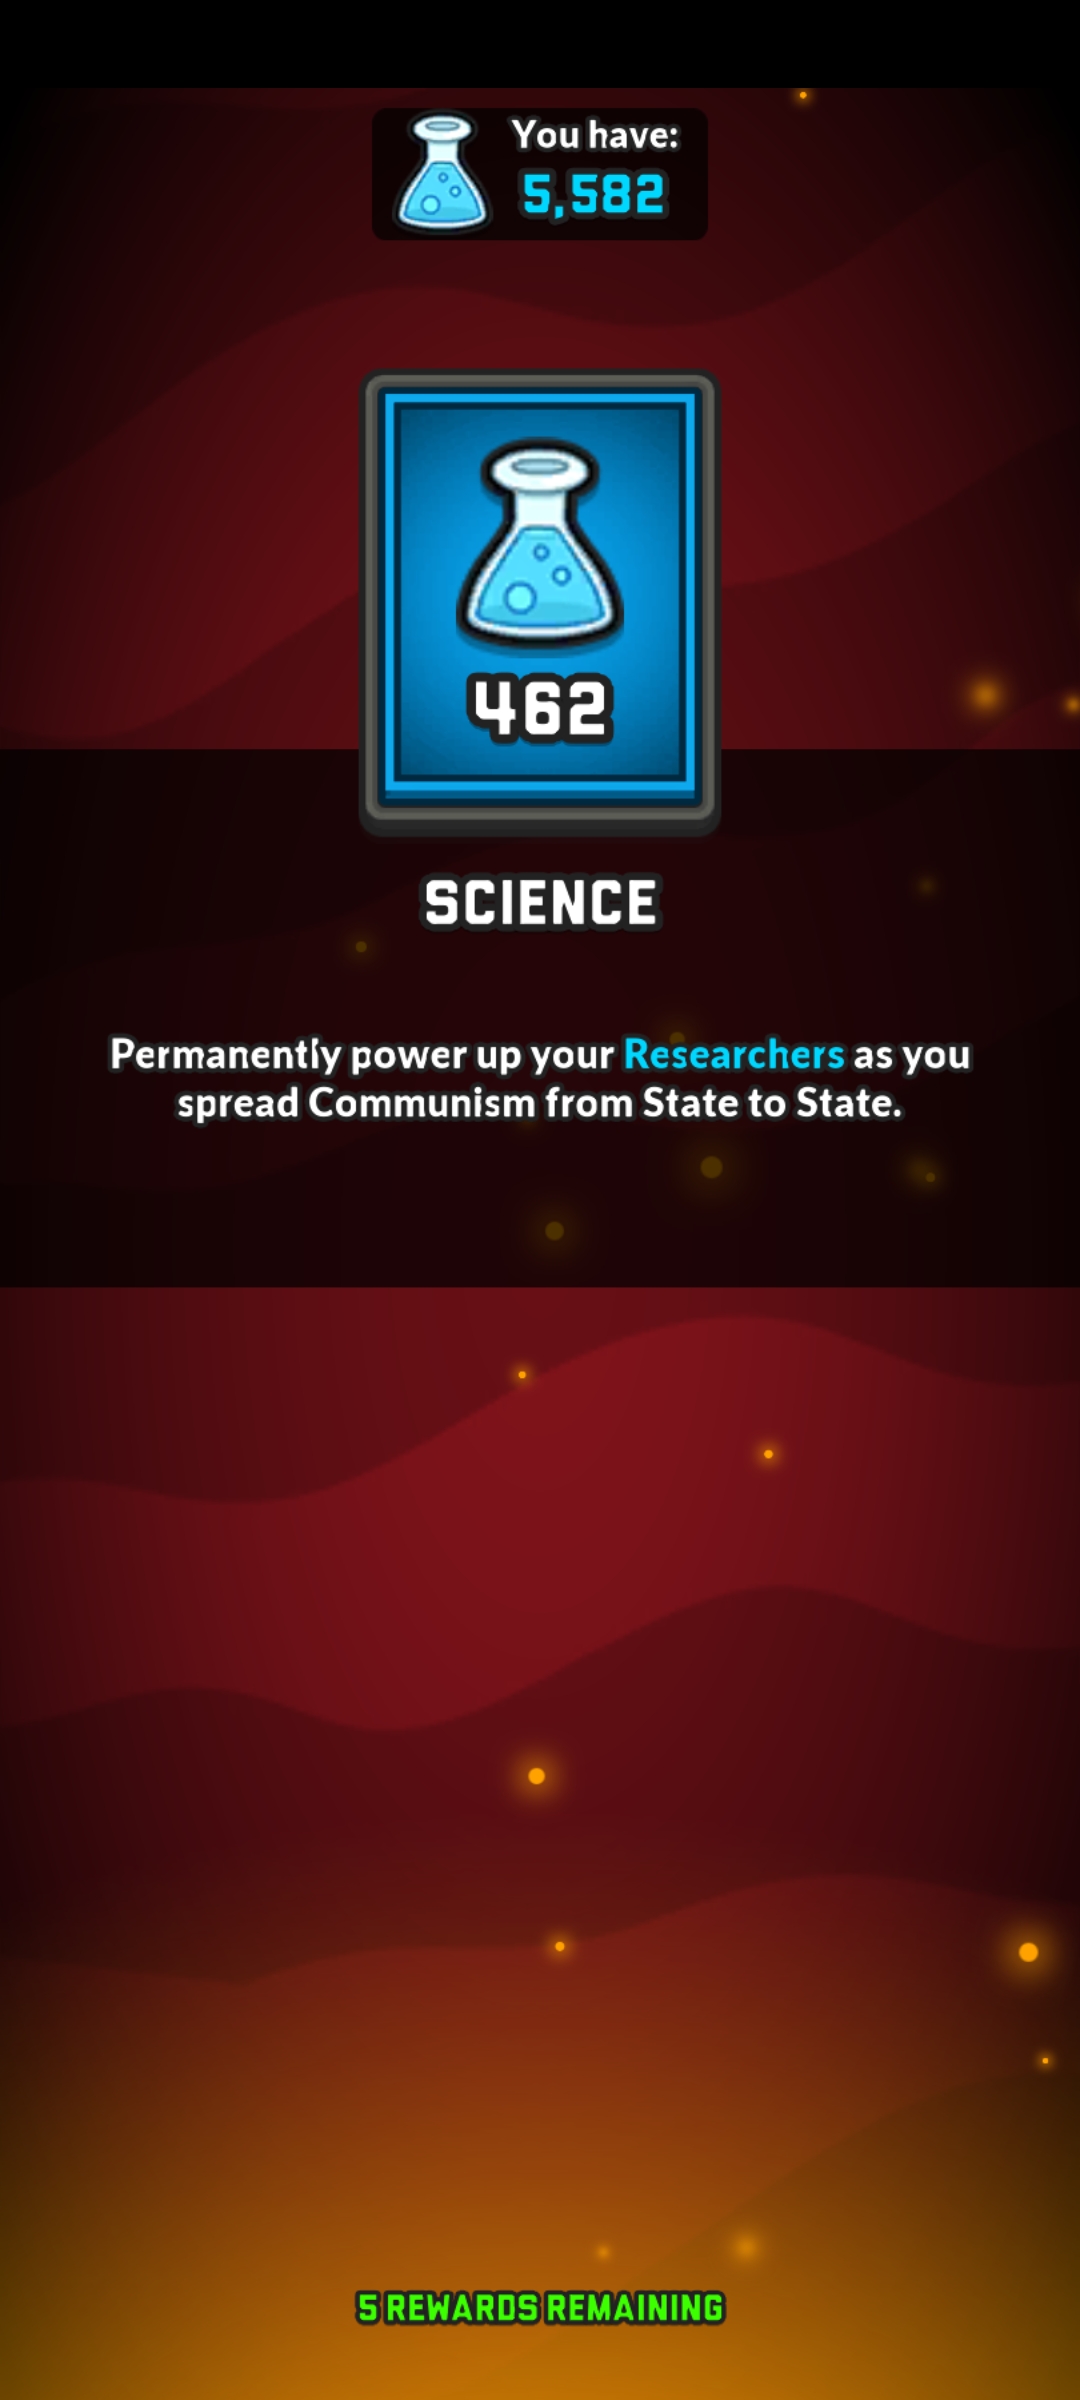 You have:
5,582
462
SCIENCE
Permanently power up your Researchers as you
spread Communism from State to State.
5 REWARDS REMAINING